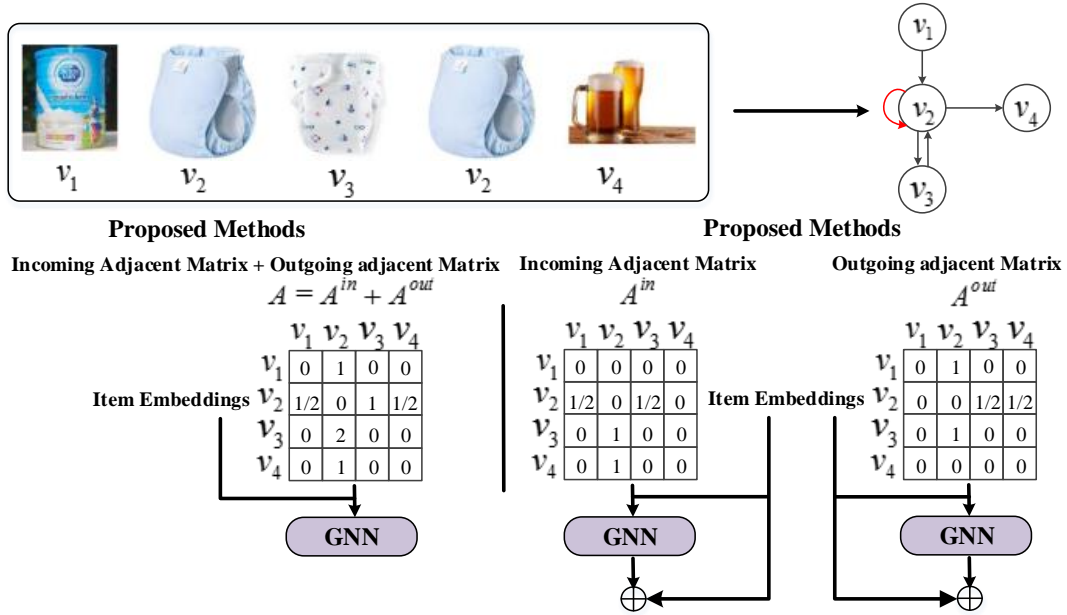 v1 v2 v3 v2 v4
v1
v2 v4
v3
Proposed Methods
Incoming Adjacent Matrix + Outgoing adjacent Matrix
A = A^in + A^out
v1 v2 v3 v4
v1 0 1 0 0
Item Embeddings v2 1/2 0 1 1/2
v3 0 2 0 0
v4 0 1 0 0
GNN
Proposed Methods
Incoming Adjacent Matrix
A^in
v1 v2 v3 v4
v1 0 0 0 0
v2 1/2 0 1/2 0
v3 0 1 0 0
v4 0 1 0 0
GNN
Item Embeddings
Outgoing adjacent Matrix
A^out
v1 v2 v3 v4
v1 0 1 0 0
v2 0 0 1/2 1/2
v3 0 1 0 0
v4 0 0 0 0
GNN